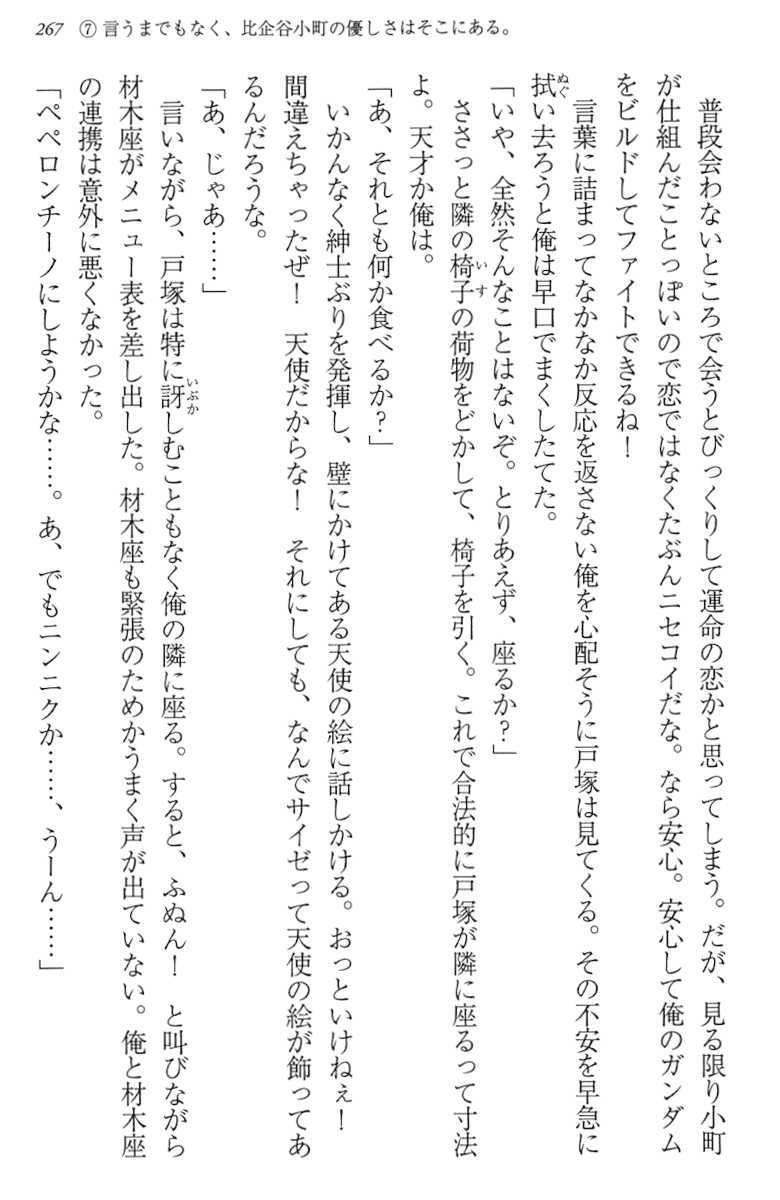 267　⑦ 言うまでもなく、比企谷小町の優しさはそこにある。
　普段会わないところで会うとびっくりして運命の恋かと思ってしまう。だが、見る限り小町
が仕組んだことっぽいので恋ではなくたぶんニセコイだな。なら安心。安心して俺のガンダム
をビルドしてファイトできるね！
　言葉に詰まってなかなか反応を返さない俺を心配そうに戸塚は見てくる。その不安を早急に
拭い去ろうと俺は早口でまくしたてた。
「いや、全然そんなことはないぞ。とりあえず、座るか？」
　ささっと隣の椅子の荷物をどかして、椅子を引く。これで合法的に戸塚が隣に座るって寸法
よ。天才か俺は。
「あ、それとも何か食べるか？」
　いかんなく紳士ぶりを発揮し、壁にかけてある天使の絵に話しかける。おっといけねぇ！
間違えちゃったぜ！　天使だからな！　それにしても、なんでサイゼって天使の絵が飾ってあ
るんだろうな。
「あ、じゃあ……」
　言いながら、戸塚は特に訝しむこともなく俺の隣に座る。すると、ふぬん！　と叫びながら
材木座がメニュー表を差し出した。材木座も緊張のためかうまく声が出ていない。俺と材木座
の連携は意外に悪くなかった。
「ペペロンチーノにしようかな……。あ、でもニンニクか……、うーん……」